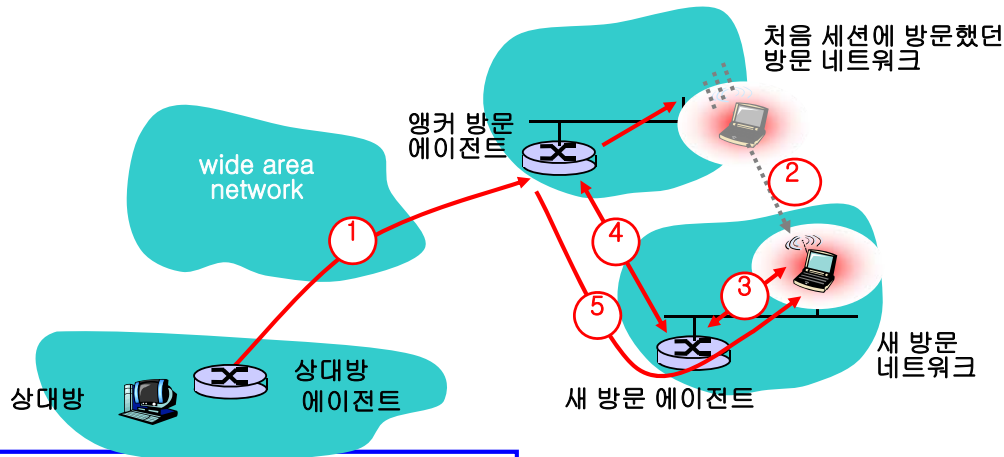 처음 세션에 방문했던
방문 네트워크
앵커 방문
에이전트
wide area
network
2
1
4
3
5
새 방문
네트워크
상대방
에이전트
상대방
새 방문 에이전트